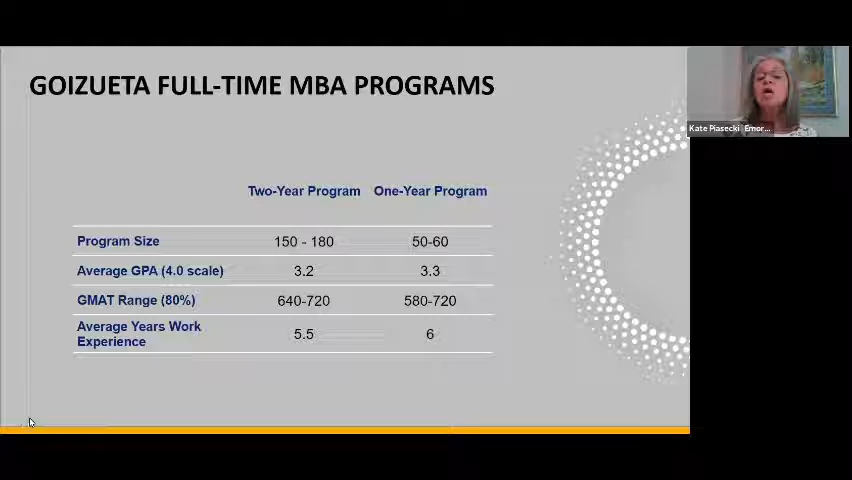 GOIZUETA FULL-TIME MBA PROGRAMS
Kate Piasecki Emor...
Two-Year Program One-Year Program
Program Size 150 - 180 50-60
Average GPA (4.0 scale) 3.2 3.3
GMAT Range (80%) 640-720 580-720
Average Years Work
Experience 5.5 6